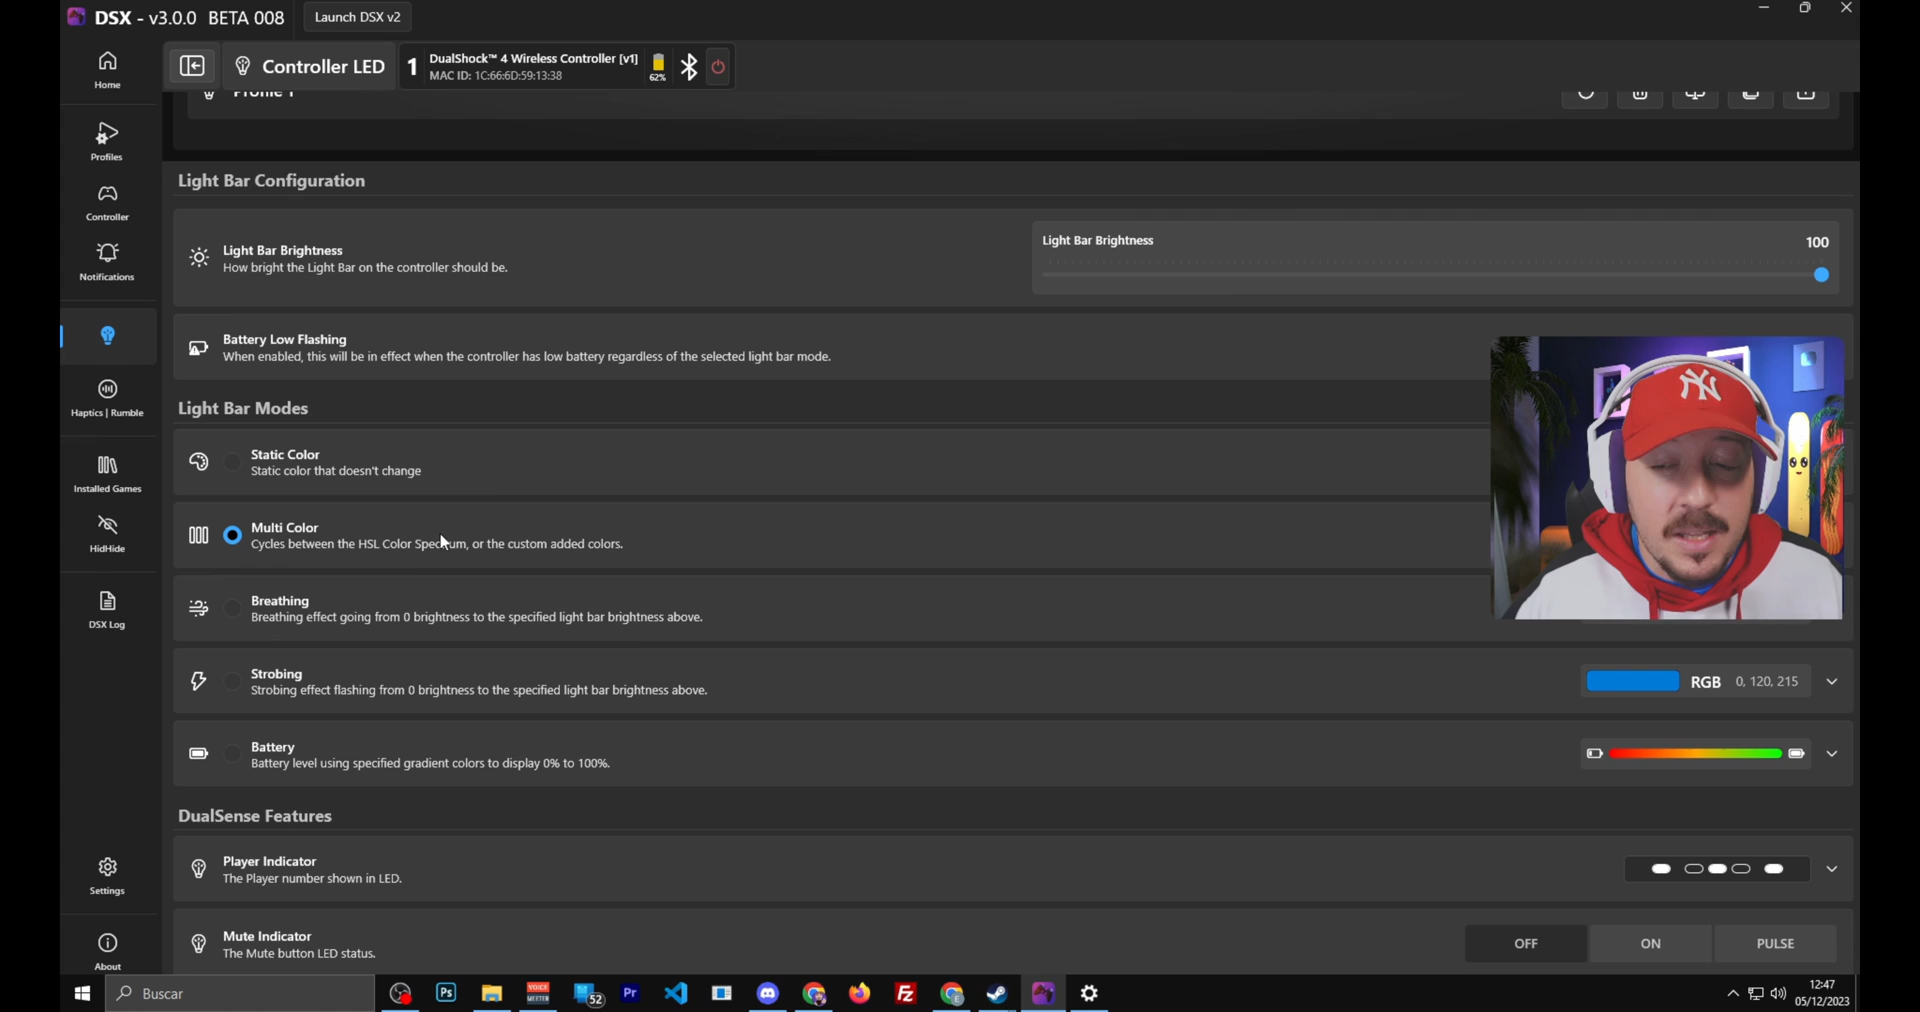 DSX - v3.0.0 BETA 008
Launch DSX v2
Home
Controller LED
1
DualShock™ 4 Wireless Controller [v1]
MAC ID: 1C:66:6D:59:13:38
62%
Profile 1
Profiles
Controller
Notifications
Haptics | Rumble
Installed Games
HidHide
DSX Log
Settings
About
Light Bar Configuration
Light Bar Brightness
How bright the Light Bar on the controller should be.
Light Bar Brightness
100
Battery Low Flashing
When enabled, this will be in effect when the controller has low battery regardless of the selected light bar mode.
Light Bar Modes
Static Color
Static color that doesn't change
Multi Color
Cycles between the HSL Color Spectrum, or the custom added colors.
Breathing
Breathing effect going from 0 brightness to the specified light bar brightness above.
Strobing
Strobing effect flashing from 0 brightness to the specified light bar brightness above.
RGB 0, 120, 215
Battery
Battery level using specified gradient colors to display 0% to 100%.
DualSense Features
Player Indicator
The Player number shown in LED.
Mute Indicator
The Mute button LED status.
OFF
ON
PULSE
NY
Buscar
Ps
VOICE
MEETER
52
Pr
Fz
E
12:47
05/12/2023